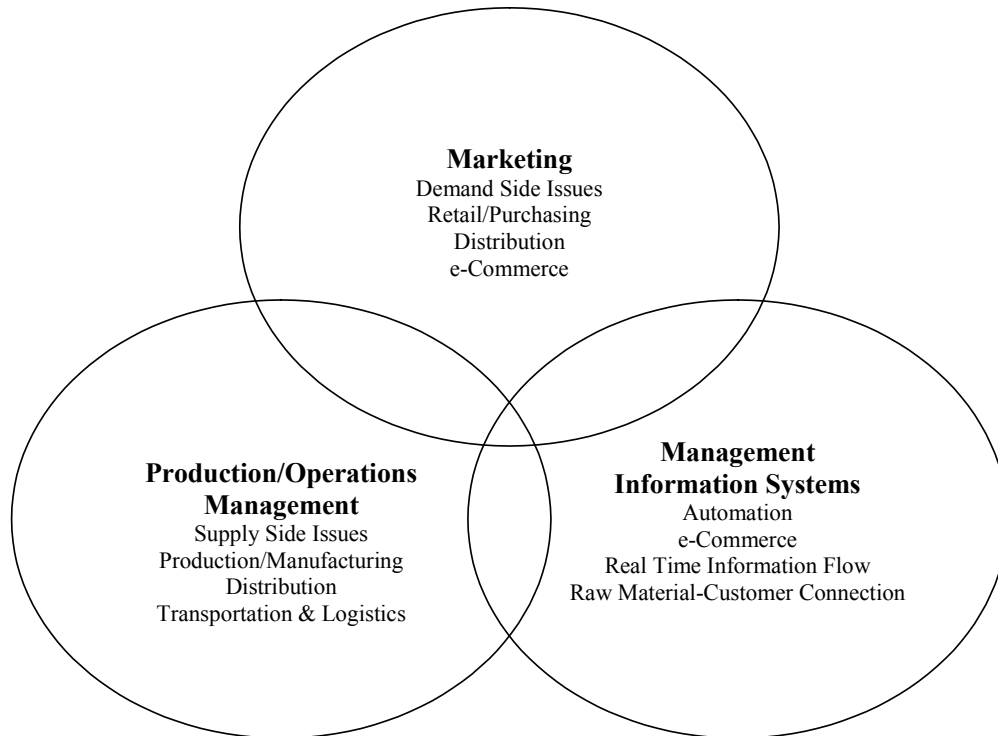 Marketing
Demand Side Issues
Retail/Purchasing
Distribution
e-Commerce
Production/Operations
Management
Supply Side Issues
Production/Manufacturing
Distribution
Transportation & Logistics
Management
Information Systems
Automation
e-Commerce
Real Time Information Flow
Raw Material-Customer Connection